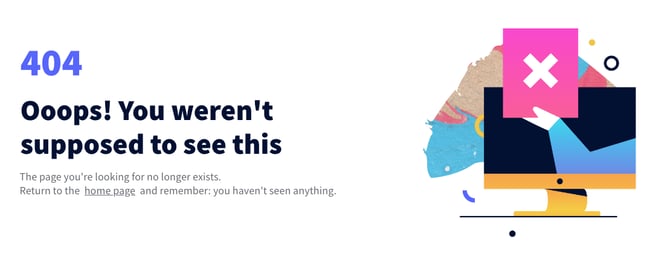 404
Ooops! You weren't
supposed to see this
The page you're looking for no longer exists.
Return to the home page and remember: you haven't seen anything.